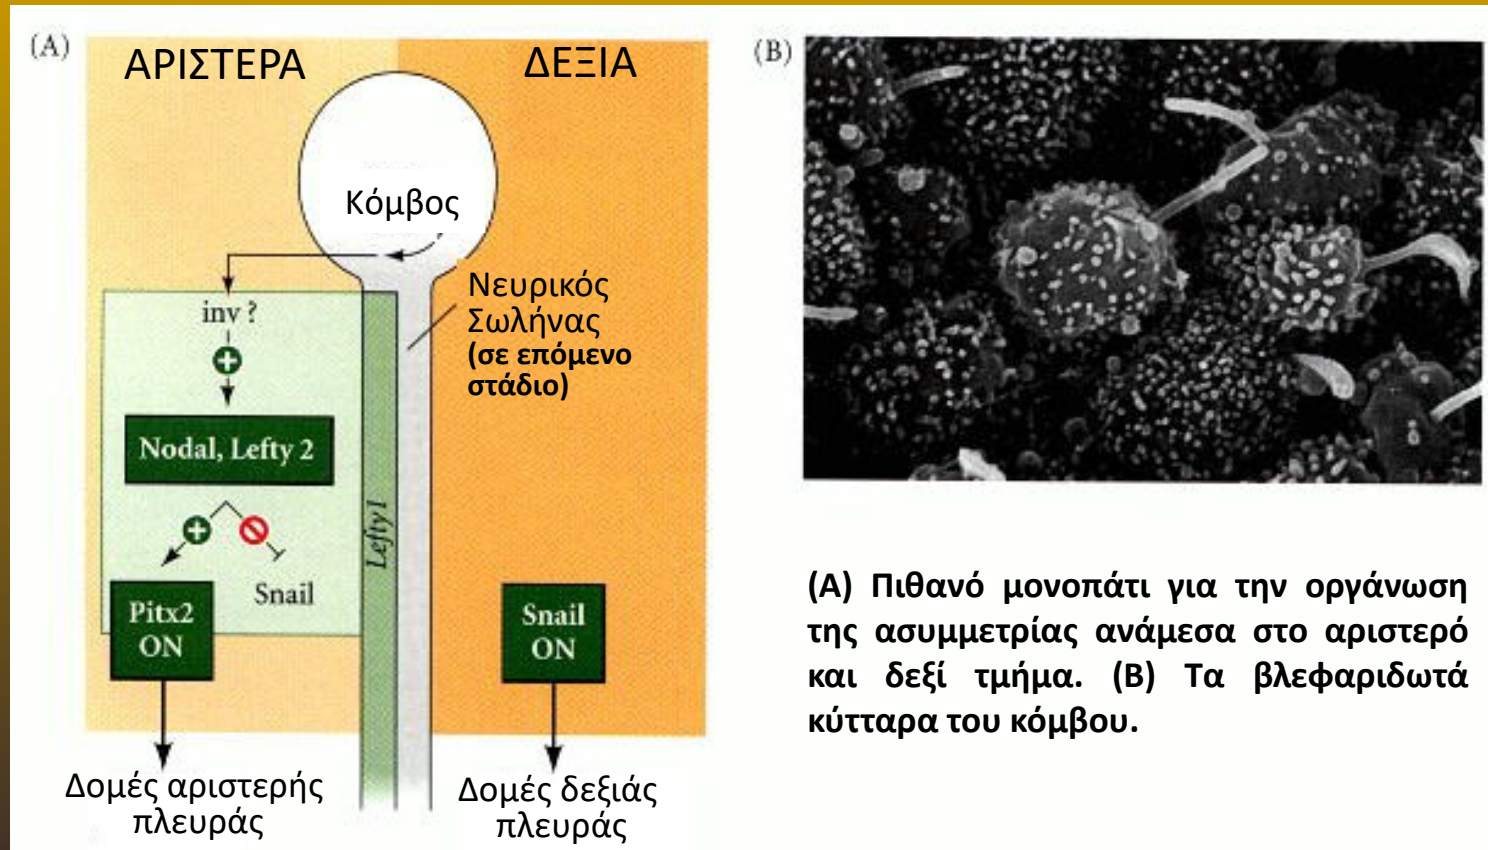 (A)
ΑΡΙΣΤΕΡΑ
ΔΕΞΙΑ
Κόμβος
Νευρικός
Σωλήνας
(σε επόμενο
στάδιο)
inv ?
Nodal, Lefty 2
Lefty1
Snail
Pitx2
ON
Snail
ON
Δομές αριστερής
πλευράς
Δομές δεξιάς
πλευράς
(B)
(Α) Πιθανό μονοπάτι για την οργάνωση
της ασυμμετρίας ανάμεσα στο αριστερό
και δεξί τμήμα. (Β) Τα βλεφαριδωτά
κύτταρα του κόμβου.